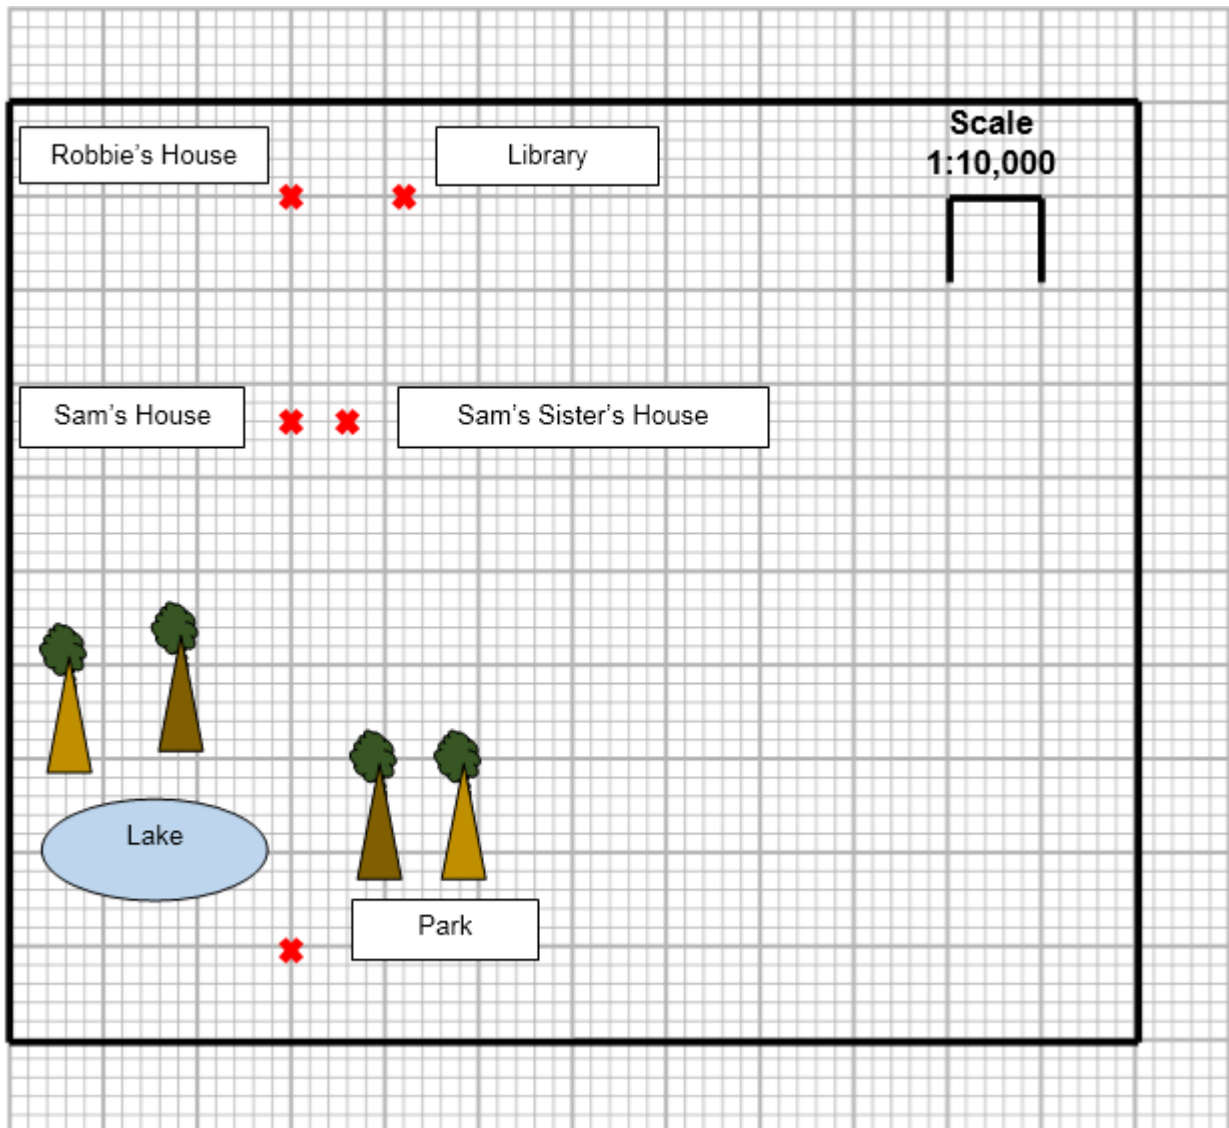 Robbie's House
Library
Scale
1:10,000
Sam's House
Sam's Sister's House
Lake
Park